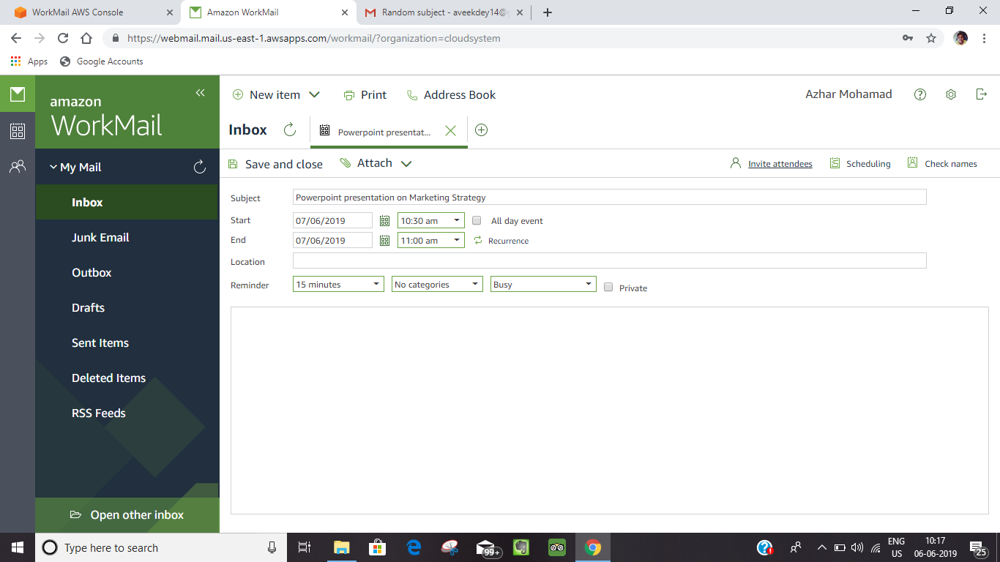 WorkMail AWS Console
Amazon WorkMail
Random subject - aveekdey14@
https://webmail.mail.us-east-1.awsapps.com/workmail/?organization=cloudsystem
Apps
Google Accounts
amazon
WorkMail
New item
Print
Address Book
Azhar Mohamad
Inbox
Powerpoint presentat...
My Mail
Save and close
Attach
Invite attendees
Scheduling
Check names
Inbox
Junk Email
Outbox
Drafts
Sent Items
Deleted Items
RSS Feeds
Open other inbox
Subject
Powerpoint presentation on Marketing Strategy
Start
07/06/2019
10:30 am
All day event
End
07/06/2019
11:00 am
Recurrence
Location
Reminder
15 minutes
No categories
Busy
Private
Type here to search
99+
ENG
US
10:17
06-06-2019
25